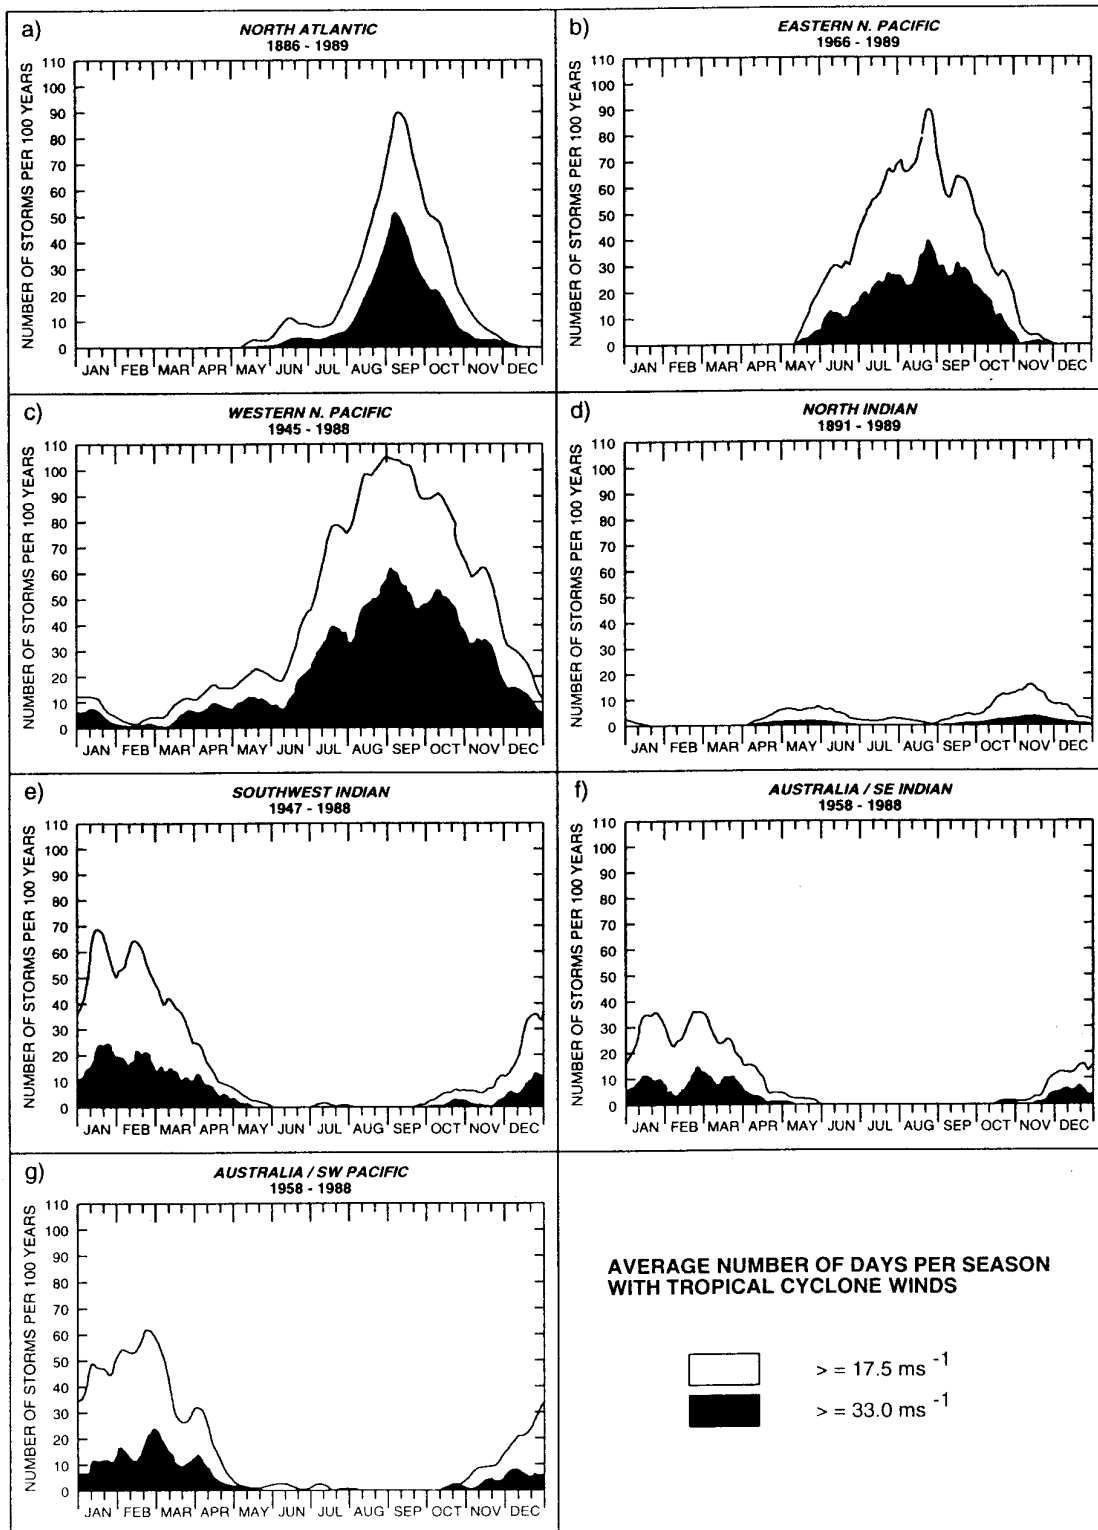 a)
NORTH ATLANTIC
1886 - 1989
NUMBER OF STORMS PER 100 YEARS
110
100
90
80
70
60
50
40
30
20
10
0
JAN FEB MAR APR MAY JUN JUL AUG SEP OCT NOV DEC
b)
EASTERN N. PACIFIC
1966 - 1989
NUMBER OF STORMS PER 100 YEARS
110
100
90
80
70
60
50
40
30
20
10
0
JAN FEB MAR APR MAY JUN JUL AUG SEP OCT NOV DEC
c)
WESTERN N. PACIFIC
1945 - 1988
NUMBER OF STORMS PER 100 YEARS
110
100
90
80
70
60
50
40
30
20
10
0
JAN FEB MAR APR MAY JUN JUL AUG SEP OCT NOV DEC
d)
NORTH INDIAN
1891 - 1989
NUMBER OF STORMS PER 100 YEARS
110
100
90
80
70
60
50
40
30
20
10
0
JAN FEB MAR APR MAY JUN JUL AUG SEP OCT NOV DEC
e)
SOUTHWEST INDIAN
1947 - 1988
NUMBER OF STORMS PER 100 YEARS
110
100
90
80
70
60
50
40
30
20
10
0
JAN FEB MAR APR MAY JUN JUL AUG SEP OCT NOV DEC
f)
AUSTRALIA / SE INDIAN
1958 - 1988
NUMBER OF STORMS PER 100 YEARS
110
100
90
80
70
60
50
40
30
20
10
0
JAN FEB MAR APR MAY JUN JUL AUG SEP OCT NOV DEC
g)
AUSTRALIA / SW PACIFIC
1958 - 1988
NUMBER OF STORMS PER 100 YEARS
110
100
90
80
70
60
50
40
30
20
10
0
JAN FEB MAR APR MAY JUN JUL AUG SEP OCT NOV DEC
AVERAGE NUMBER OF DAYS PER SEASON
WITH TROPICAL CYCLONE WINDS
> = 17.5 ms⁻¹
> = 33.0 ms⁻¹